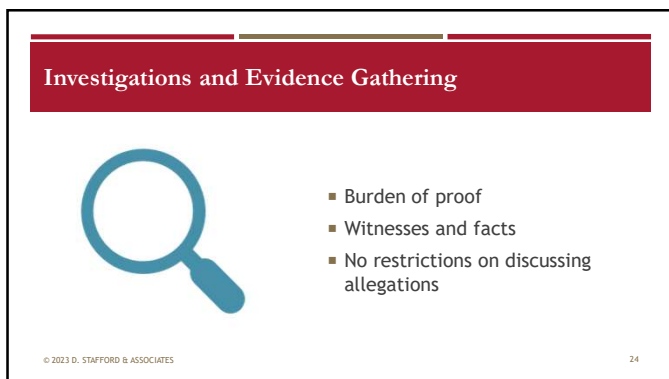 Investigations and Evidence Gathering
Burden of proof
Witnesses and facts
No restrictions on discussing
allegations
© 2023 D. STAFFORD & ASSOCIATES
24